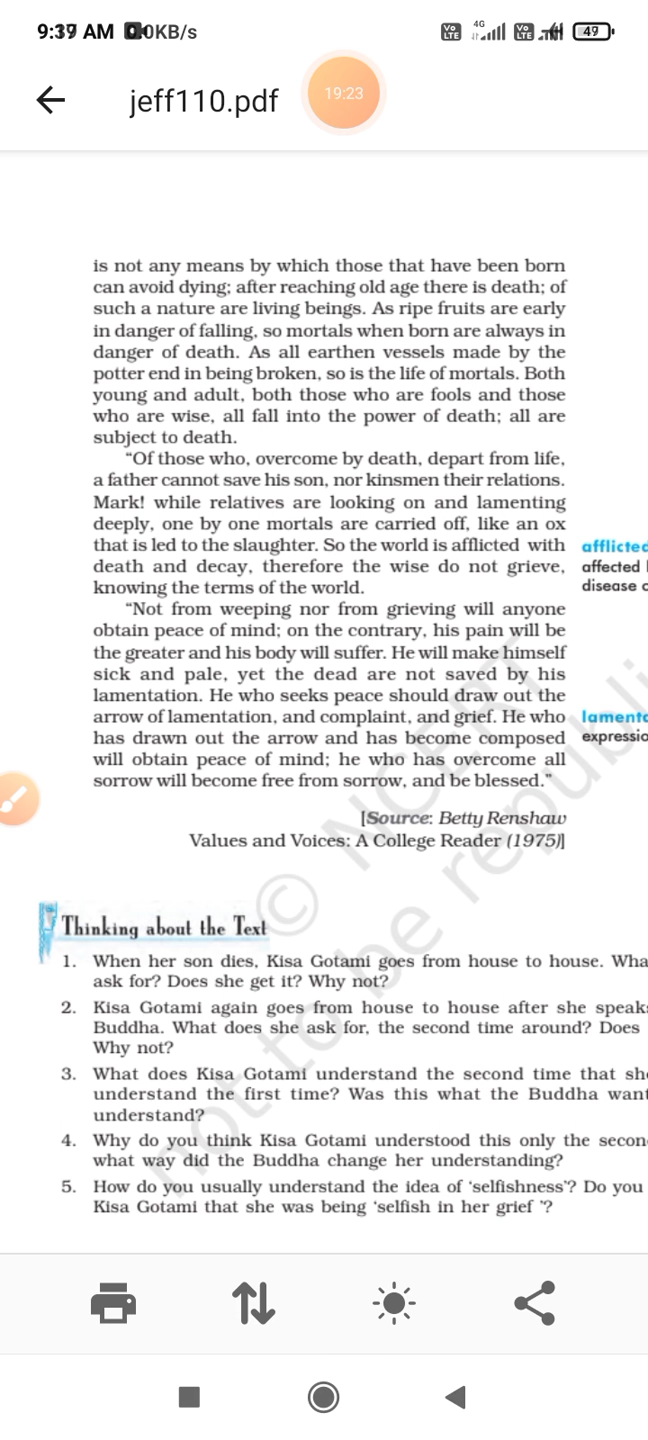 9:39 AM 0.0KB/s
4G
49
jeff110.pdf
19:23
is not any means by which those that have been born
can avoid dying; after reaching old age there is death; of
such a nature are living beings. As ripe fruits are early
in danger of falling, so mortals when born are always in
danger of death. As all earthen vessels made by the
potter end in being broken, so is the life of mortals. Both
young and adult, both those who are fools and those
who are wise, all fall into the power of death; all are
subject to death.
“Of those who, overcome by death, depart from life,
a father cannot save his son, nor kinsmen their relations.
Mark! while relatives are looking on and lamenting
deeply, one by one mortals are carried off, like an ox
that is led to the slaughter. So the world is afflicted with
death and decay, therefore the wise do not grieve,
knowing the terms of the world.
afflicted
affected
disease
“Not from weeping nor from grieving will anyone
obtain peace of mind; on the contrary, his pain will be
the greater and his body will suffer. He will make himself
sick and pale, yet the dead are not saved by his
lamentation. He who seeks peace should draw out the
arrow of lamentation, and complaint, and grief. He who
has drawn out the arrow and has become composed
will obtain peace of mind; he who has overcome all
sorrow will become free from sorrow, and be blessed.”
lamenta
expressio
[Source: Betty Renshaw
Values and Voices: A College Reader (1975)]
© NCERT
not to be republi
Thinking about the Text
1. When her son dies, Kisa Gotami goes from house to house. Wha
ask for? Does she get it? Why not?
2. Kisa Gotami again goes from house to house after she speaks
Buddha. What does she ask for, the second time around? Does
Why not?
3. What does Kisa Gotami understand the second time that she
understand the first time? Was this what the Buddha want
understand?
4. Why do you think Kisa Gotami understood this only the secon
what way did the Buddha change her understanding?
5. How do you usually understand the idea of ‘selfishness’? Do you
Kisa Gotami that she was being ‘selfish in her grief ’?